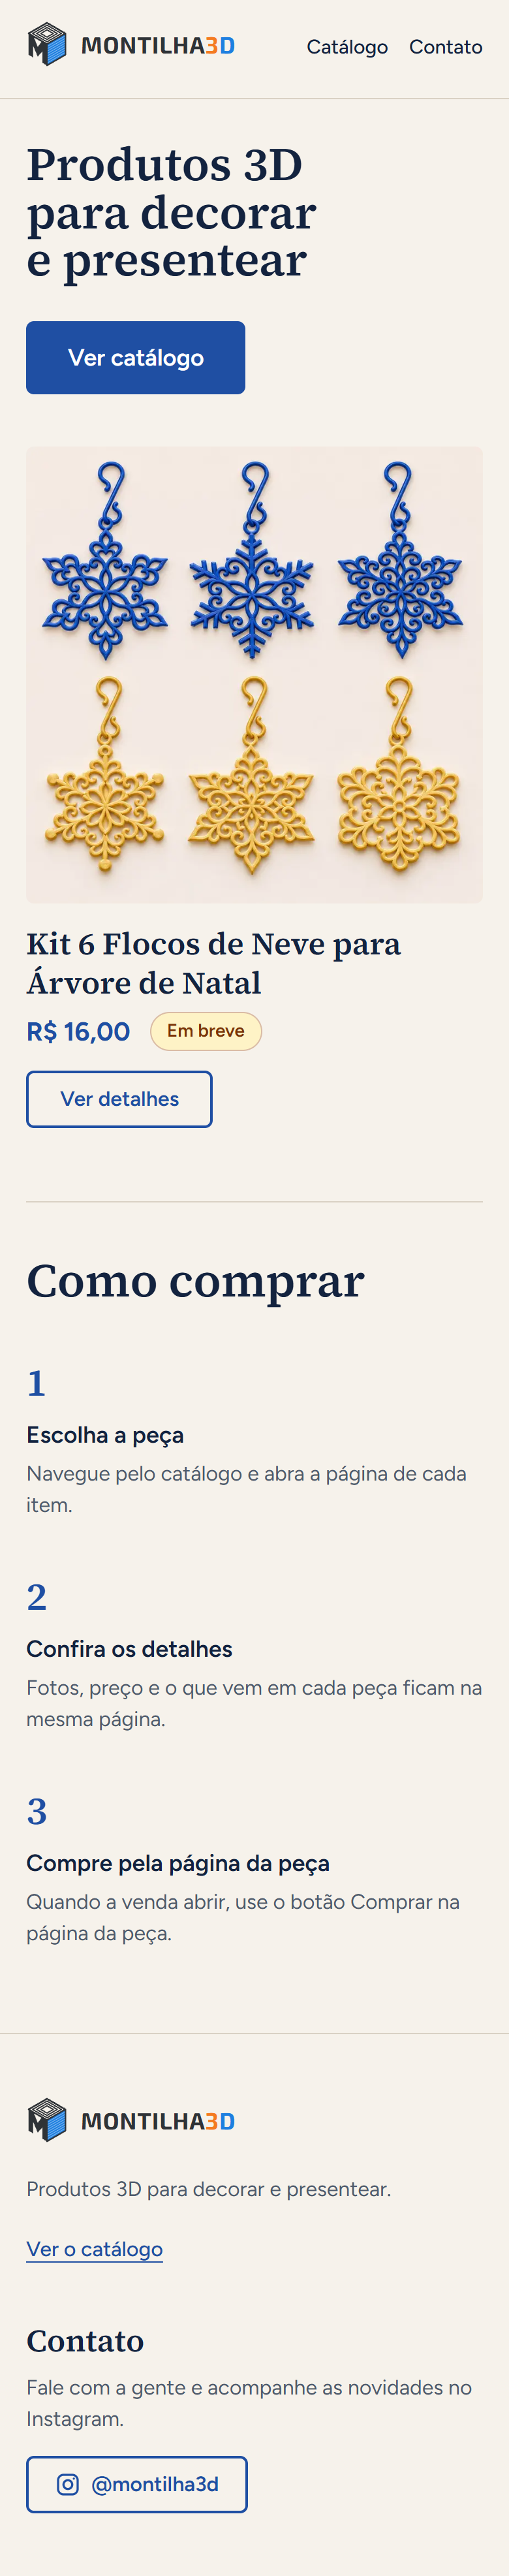 MONTILHA3D
Catálogo
Contato
Produtos 3D
para decorar
e presentear
Ver catálogo
Kit 6 Flocos de Neve para
Árvore de Natal
R$ 16,00
Em breve
Ver detalhes
Como comprar
1
Escolha a peça
Navegue pelo catálogo e abra a página de cada
item.
2
Confira os detalhes
Fotos, preço e o que vem em cada peça ficam na
mesma página.
3
Compre pela página da peça
Quando a venda abrir, use o botão Comprar na
página da peça.
MONTILHA3D
Produtos 3D para decorar e presentear.
Ver o catálogo
Contato
Fale com a gente e acompanhe as novidades no
Instagram.
@montilha3d